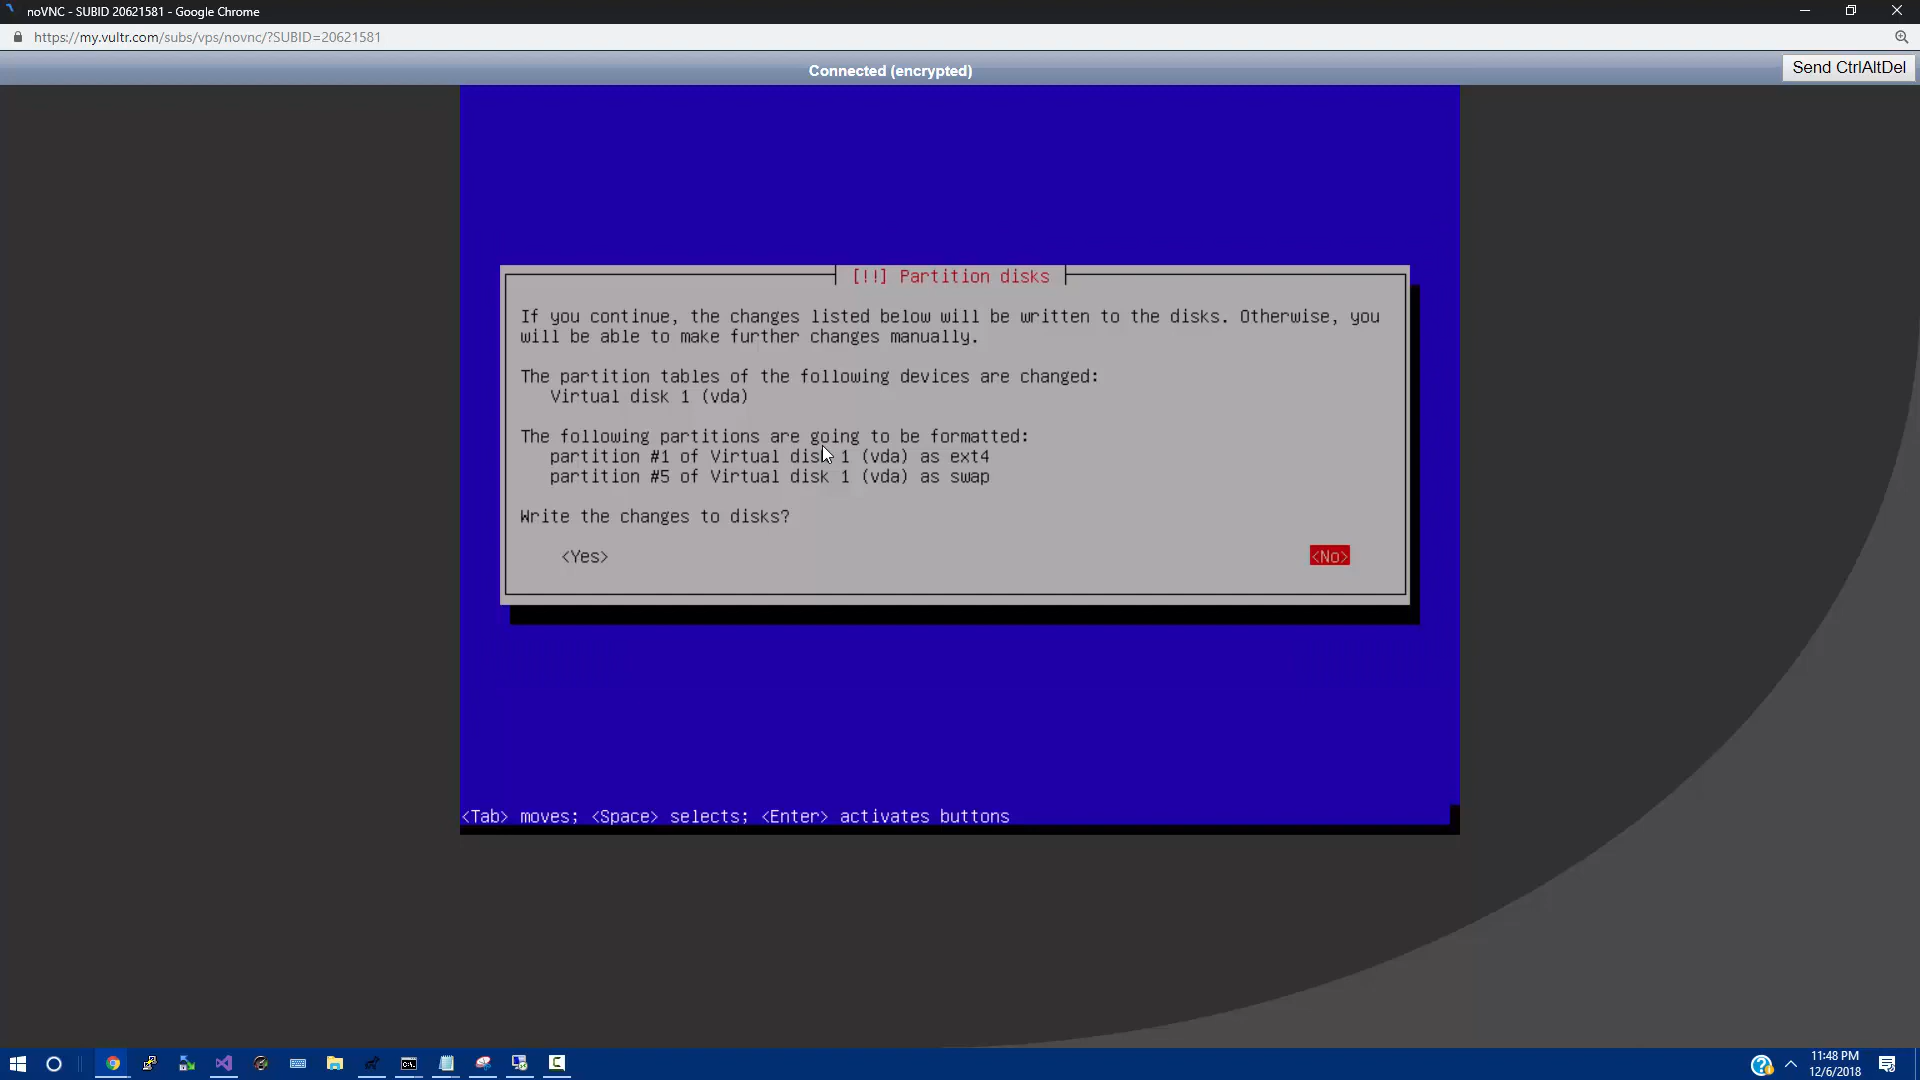 noVNC - SUBID 20621581 - Google Chrome
https://my.vultr.com/subs/vps/novnc/?SUBID=20621581
Connected (encrypted)
Send CtrlAltDel
[!!] Partition disks
If you continue, the changes listed below will be written to the disks. Otherwise, you
will be able to make further changes manually.
The partition tables of the following devices are changed:
Virtual disk 1 (vda)
The following partitions are going to be formatted:
partition #1 of Virtual disk 1 (vda) as ext4
partition #5 of Virtual disk 1 (vda) as swap
Write the changes to disks?
<Yes> <No>
<Tab> moves; <Space> selects; <Enter> activates buttons
11:48 PM
12/6/2018